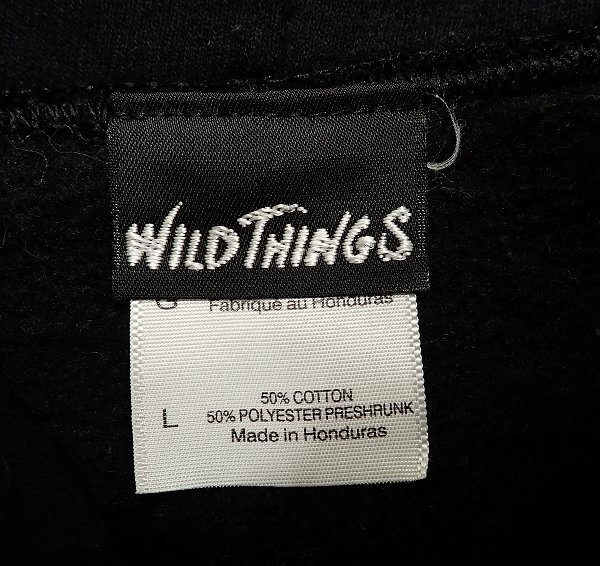 WILDTHINGS
G
Fabriqué au Honduras
L
50% COTTON
50% POLYESTER PRESHRUNK
Made in Honduras